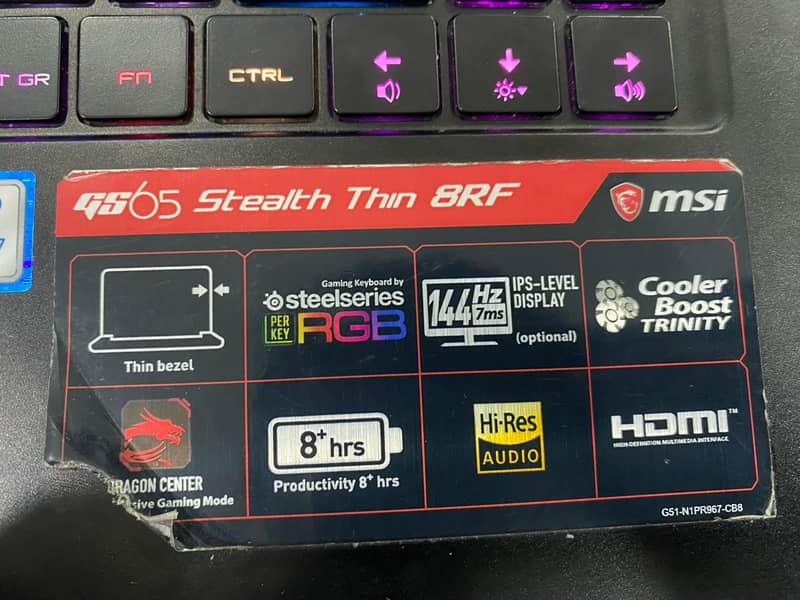 T GR
FN
CTRL
GS65 Stealth Thin 8RF
msi
Thin bezel
Gaming Keyboard by
steelseries
PER
KEY
RGB
144Hz
7ms
IPS-LEVEL
DISPLAY
(optional)
Cooler
Boost
TRINITY
RAGON CENTER
sive Gaming Mode
8+ hrs
Productivity 8+ hrs
Hi-Res
AUDIO
HDMI™
HIGH-DEFINITION MULTIMEDIA INTERFACE
G51-N1PR967-CB8